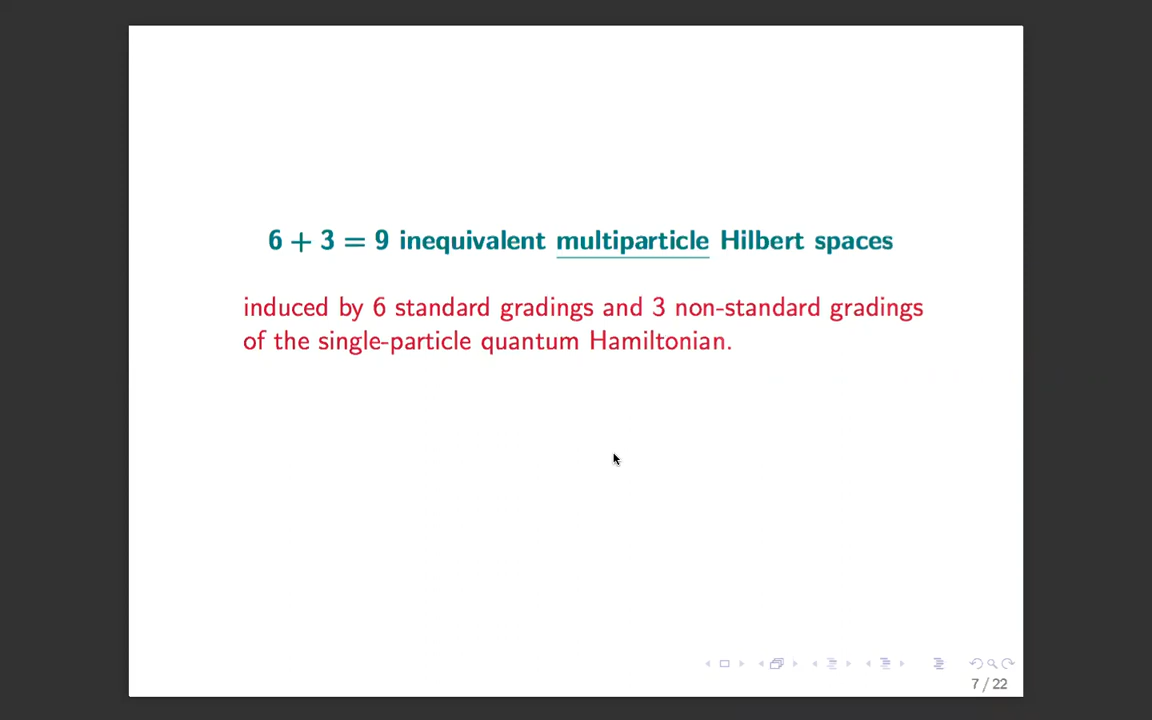 6 + 3 = 9 inequivalent multiparticle Hilbert spaces
induced by 6 standard gradings and 3 non-standard gradings
of the single-particle quantum Hamiltonian.
7 / 22